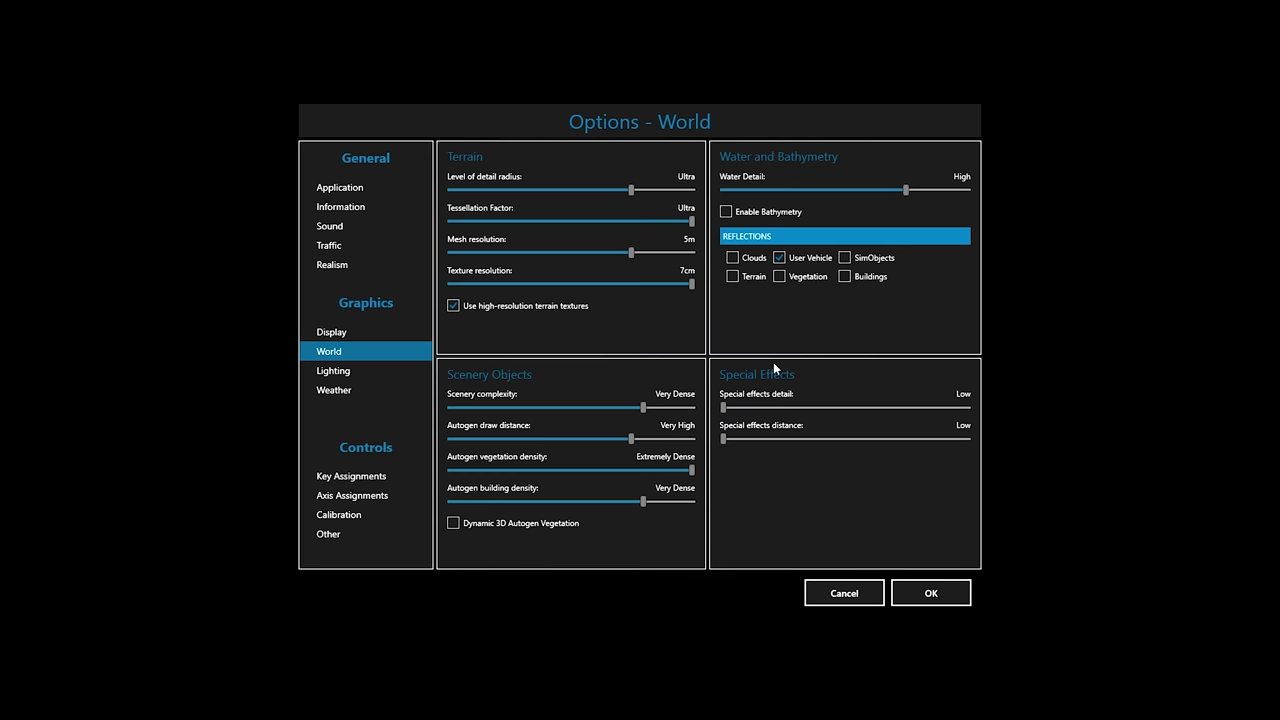 Options - World
General
Application
Information
Sound
Traffic
Realism
Graphics
Display
World
Lighting
Weather
Controls
Key Assignments
Axis Assignments
Calibration
Other
Terrain
Level of detail radius: Ultra
Tessellation Factor: Ultra
Mesh resolution: 5m
Texture resolution: 7cm
Use high-resolution terrain textures
Water and Bathymetry
Water Detail: High
Enable Bathymetry
REFLECTIONS
Clouds User Vehicle SimObjects
Terrain Vegetation Buildings
Scenery Objects
Scenery complexity: Very Dense
Autogen draw distance: Very High
Autogen vegetation density: Extremely Dense
Autogen building density: Very Dense
Dynamic 3D Autogen Vegetation
Special Effects
Special effects detail: Low
Special effects distance: Low
Cancel OK